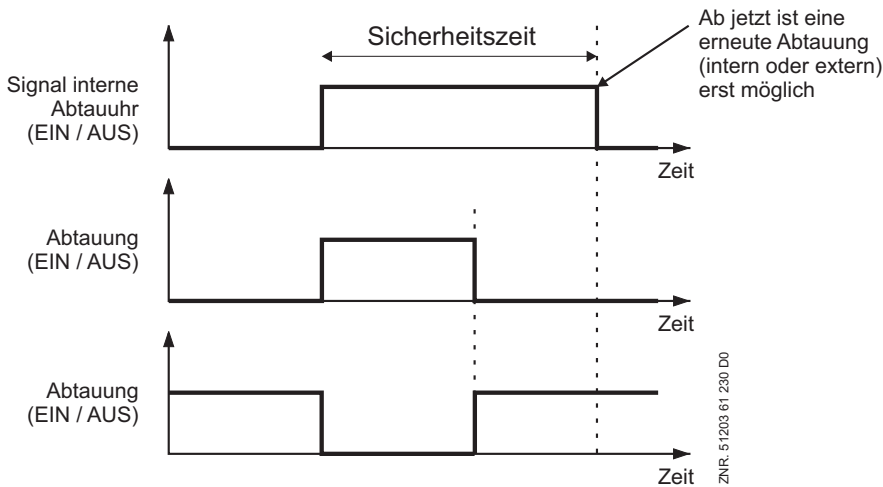 Sicherheitszeit
Ab jetzt ist eine
erneute Abtauung
(intern oder extern)
erst möglich
Signal interne
Abtauuhr
(EIN / AUS)
Zeit
Abtauung
(EIN / AUS)
Zeit
Abtauung
(EIN / AUS)
Zeit
ZNR. 51203 61 230 D0